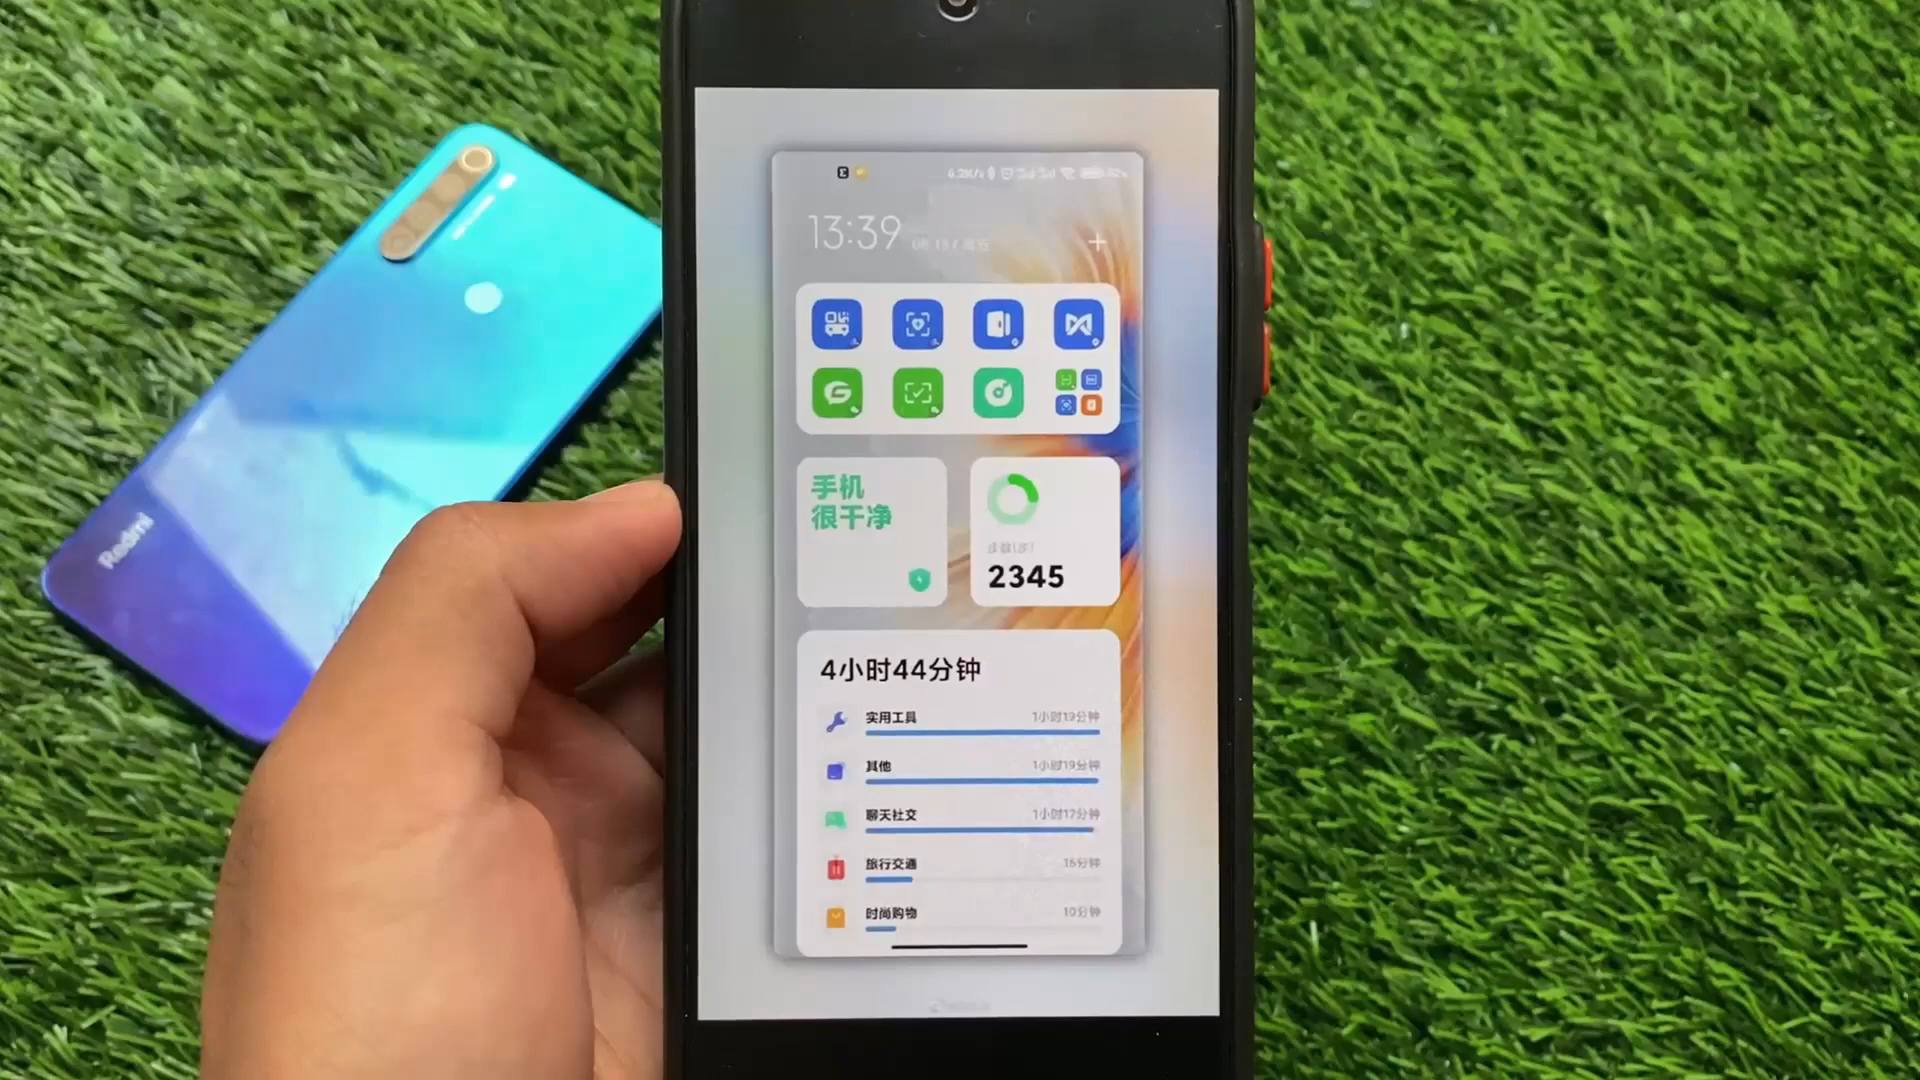 Redmi
4.2K/s
13:39
手机
很干净
2345
4小时44分钟
实用工具 1小时19分钟
其他 1小时19分钟
聊天社交 1小时17分钟
旅行交通 16分钟
时尚购物 10分钟